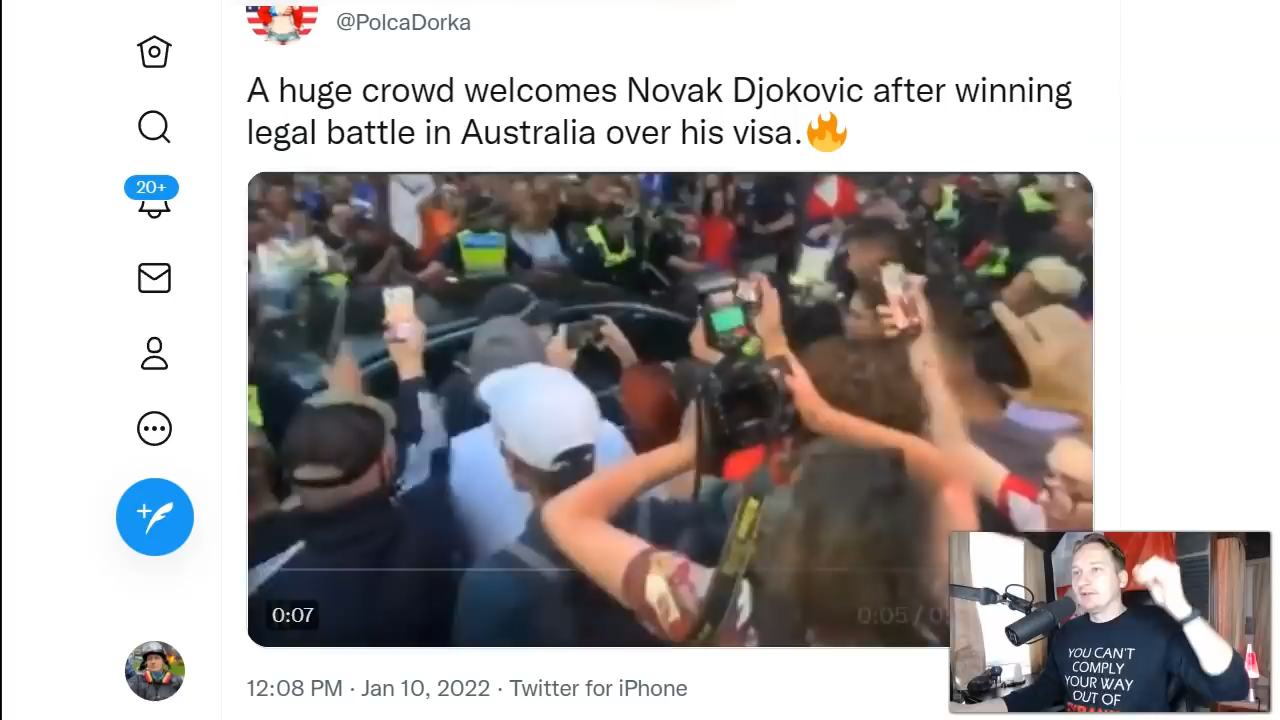 @PolcaDorka
A huge crowd welcomes Novak Djokovic after winning
legal battle in Australia over his visa.🔥
20+
0:07
0:05 / 0:
12:08 PM · Jan 10, 2022 · Twitter for iPhone
YOU CAN'T
COMPLY
YOUR WAY
OUT OF